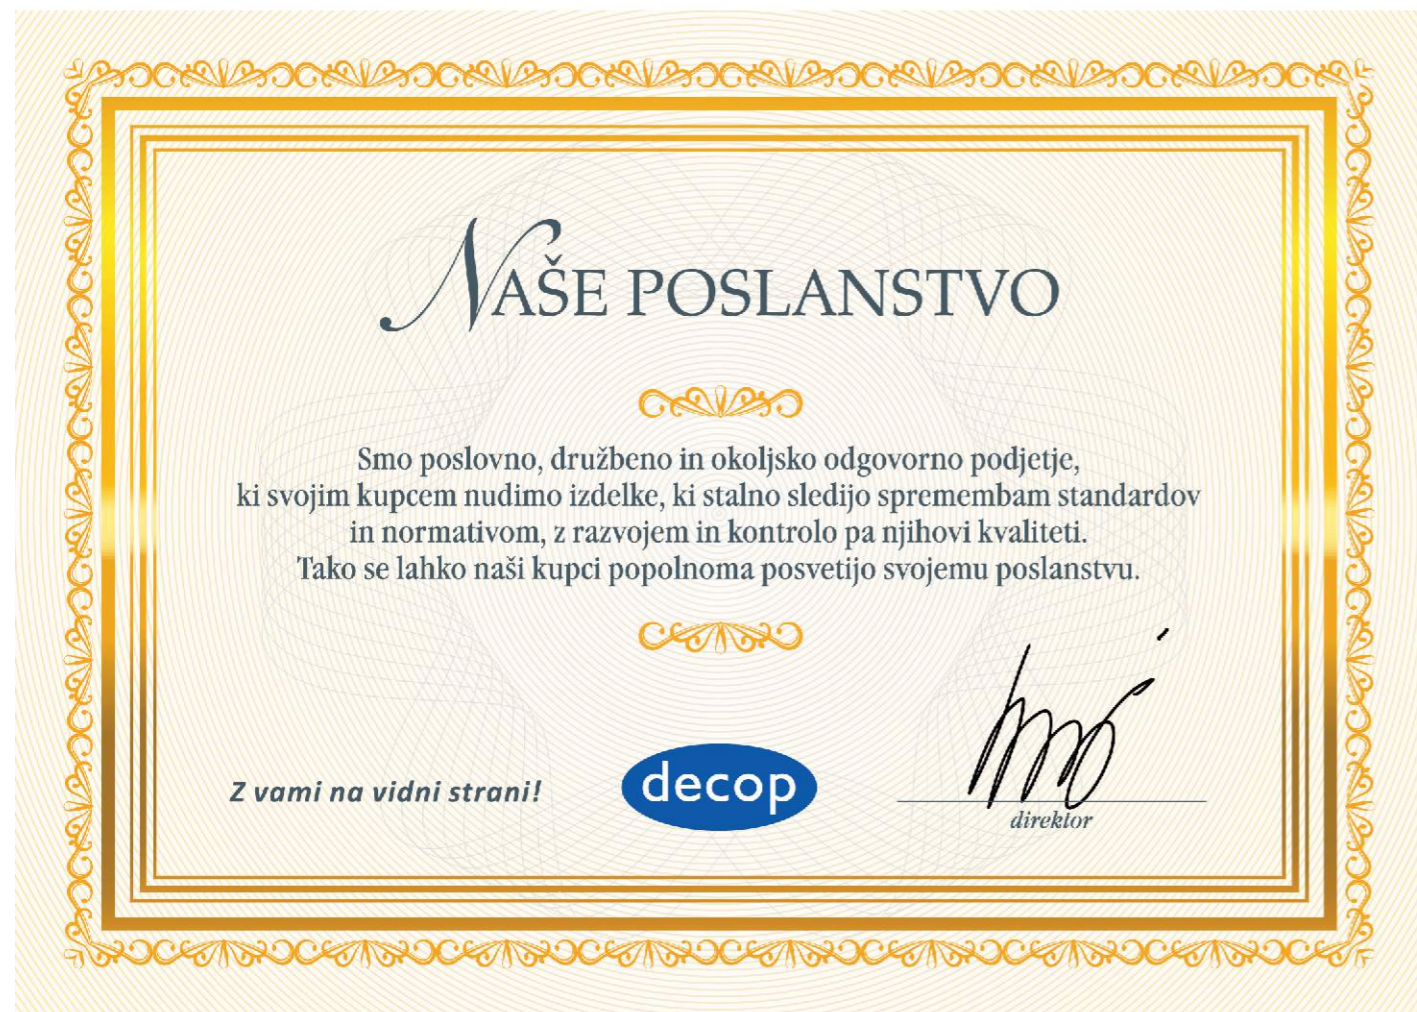 NAŠE POSLANSTVO
Smo poslovno, družbeno in okoljsko odgovorno podjetje,
ki svojim kupcem nudimo izdelke, ki stalno sledijo spremembam standardov
in normativom, z razvojem in kontrolo pa njihovi kvaliteti.
Tako se lahko naši kupci popolnoma posvetijo svojemu poslanstvu.
Z vami na vidni strani!
decop
direktor